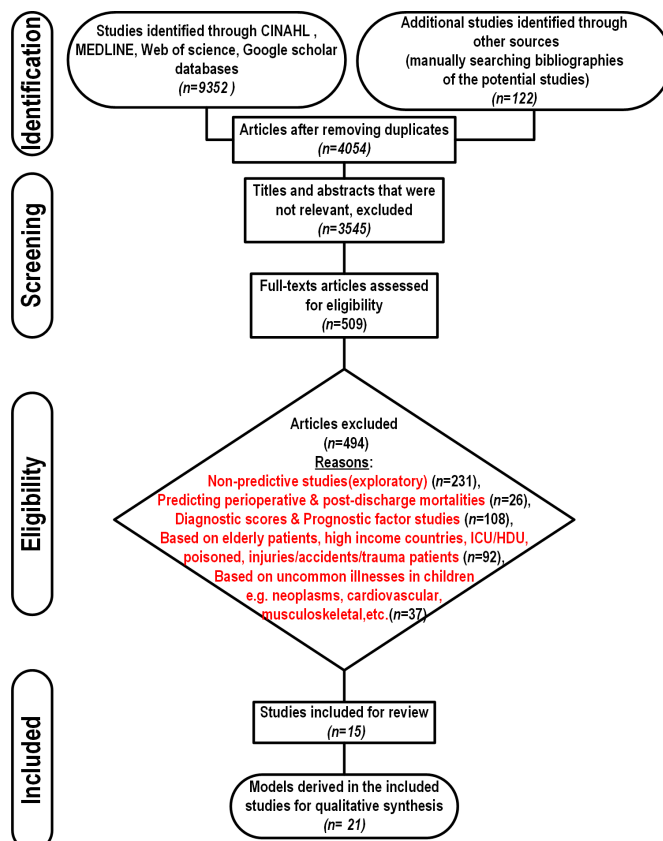 Identification
Studies identified through CINAHL ,
MEDLINE, Web of science, Google scholar
databases
(n=9352 )
Additional studies identified through
other sources
(manually searching bibliographies
of the potential studies)
(n=122)
Articles after removing duplicates
(n=4054)
Screening
Titles and abstracts that were
not relevant, excluded
(n=3545)
Full-texts articles assessed
for eligibility
(n=509)
Eligibility
Articles excluded
(n=494)
Reasons:
Non-predictive studies(exploratory) (n=231),
Predicting perioperative & post-discharge mortalities (n=26),
Diagnostic scores & Prognostic factor studies (n=108),
Based on elderly patients, high income countries, ICU/HDU,
poisoned, injuries/accidents/trauma patients (n=92),
Based on uncommon illnesses in children
e.g. neoplasms, cardiovascular,
musculoskeletal,etc.(n=37)
Included
Studies included for review
(n=15)
Models derived in the included
studies for qualitative synthesis
(n= 21)